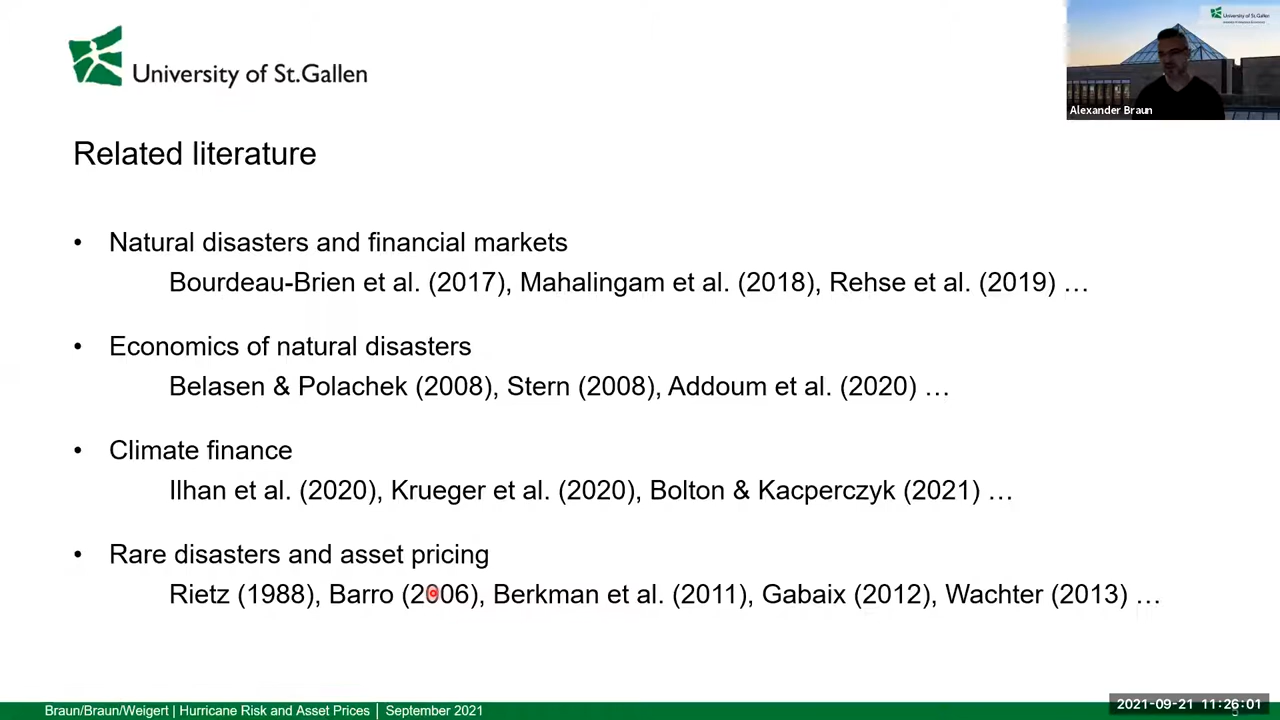 University of St.Gallen
University of St.Gallen
Alexander Braun
Related literature
• Natural disasters and financial markets
Bourdeau-Brien et al. (2017), Mahalingam et al. (2018), Rehse et al. (2019) …
• Economics of natural disasters
Belasen & Polachek (2008), Stern (2008), Addoum et al. (2020) …
• Climate finance
Ilhan et al. (2020), Krueger et al. (2020), Bolton & Kacperczyk (2021) …
• Rare disasters and asset pricing
Rietz (1988), Barro (2006), Berkman et al. (2011), Gabaix (2012), Wachter (2013) …
Braun/Braun/Weigert | Hurricane Risk and Asset Prices | September 2021
2021-09-21 11:26:01